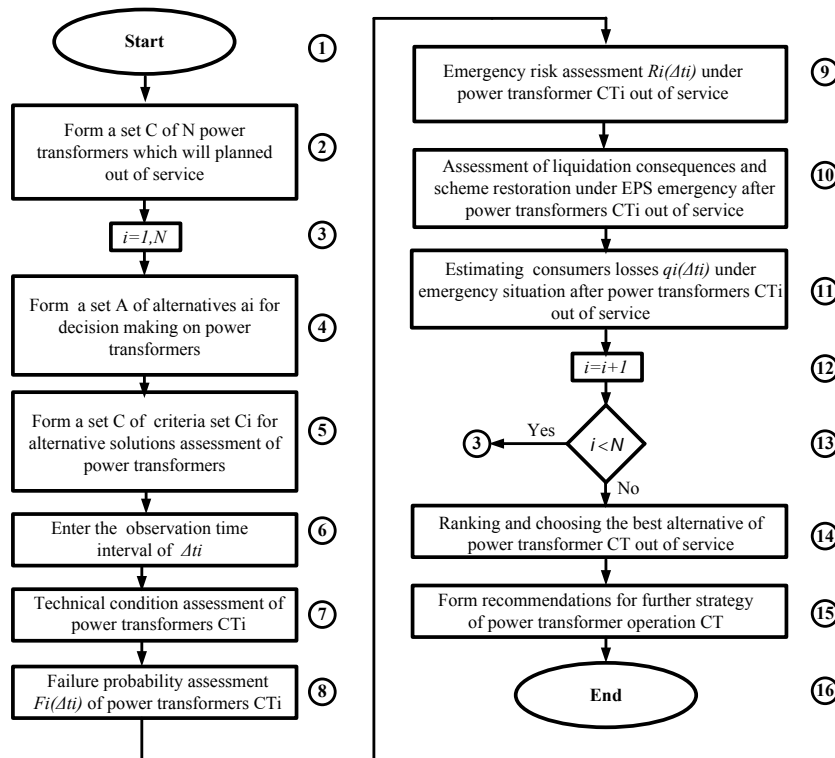 Start
1
Form a set C of N power
transformers which will planned
out of service
2
i=1,N
3
Form a set A of alternatives ai for
decision making on power
transformers
4
Form a set C of criteria set Ci for
alternative solutions assessment of
power transformers
5
Enter the observation time
interval of Δti
6
Technical condition assessment of
power transformers CTi
7
Failure probability assessment
Fi(Δti) of power transformers CTi
8
Emergency risk assessment Ri(Δti) under
power transformer CTi out of service
9
Assessment of liquidation consequences and
scheme restoration under EPS emergency after
power transformers CTi out of service
10
Estimating consumers losses qi(Δti) under
emergency situation after power transformers CTi
out of service
11
i=i+1
12
3
Yes
i<N
13
No
Ranking and choosing the best alternative of
power transformer CT out of service
14
Form recommendations for further strategy
of power transformer operation CT
15
End
16